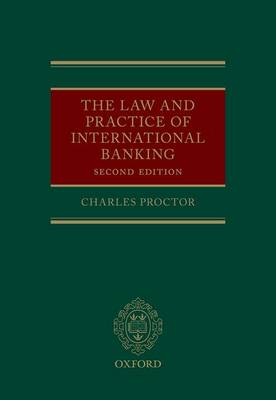 THE LAW AND
PRACTICE OF
INTERNATIONAL
BANKING
SECOND EDITION
CHARLES PROCTOR
OXFORD